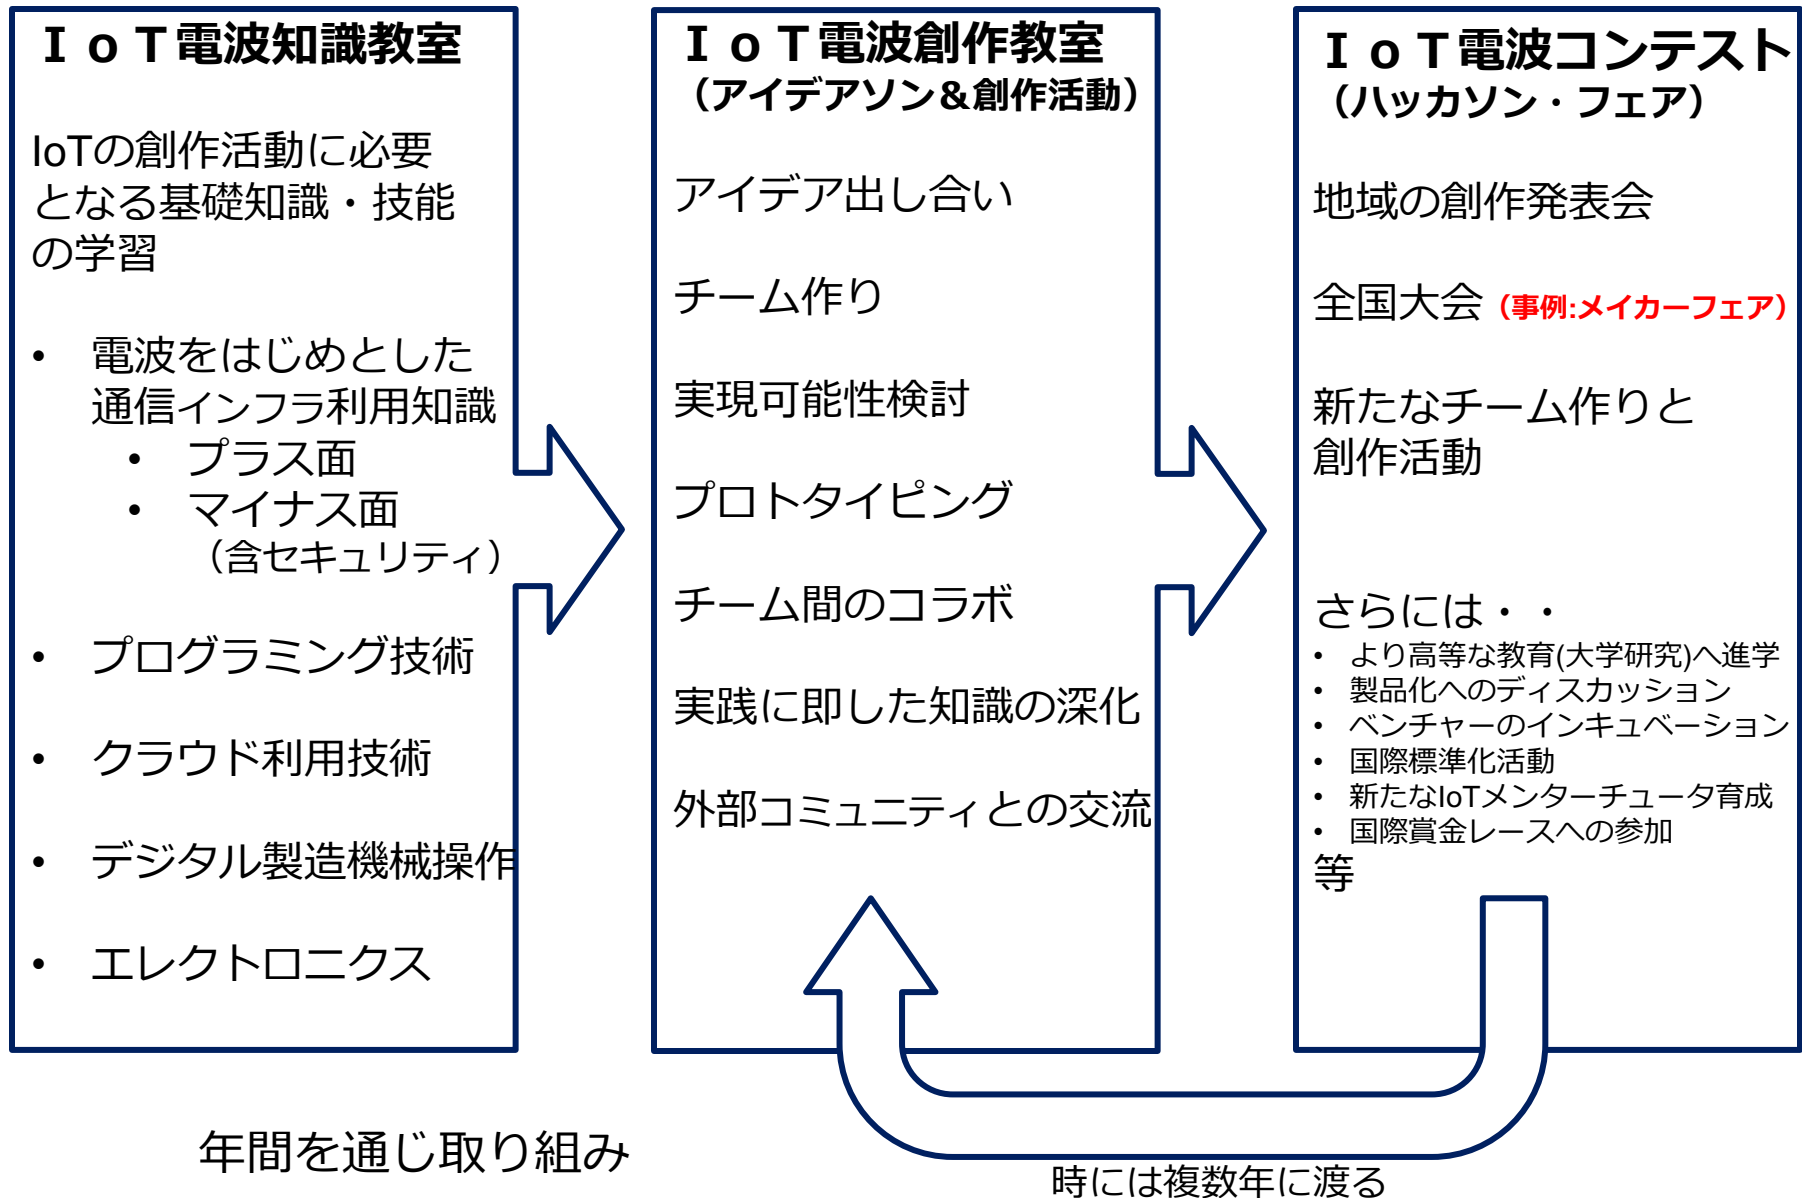 ＩｏＴ電波知識教室
IoTの創作活動に必要
となる基礎知識・技能
の学習
• 電波をはじめとした
通信インフラ利用知識
• プラス面
• マイナス面
（含セキュリティ）
• プログラミング技術
• クラウド利用技術
• デジタル製造機械操作
• エレクトロニクス
ＩｏＴ電波創作教室
（アイデアソン＆創作活動）
アイデア出し合い
チーム作り
実現可能性検討
プロトタイピング
チーム間のコラボ
実践に即した知識の深化
外部コミュニティとの交流
ＩｏＴ電波コンテスト
（ハッカソン・フェア）
地域の創作発表会
全国大会（事例:メイカーフェア）
新たなチーム作りと
創作活動
さらには・・
• より高等な教育(大学研究)へ進学
• 製品化へのディスカッション
• ベンチャーのインキュベーション
• 国際標準化活動
• 新たなIoTメンターチュータ育成
• 国際賞金レースへの参加
等
年間を通じ取り組み
時には複数年に渡る